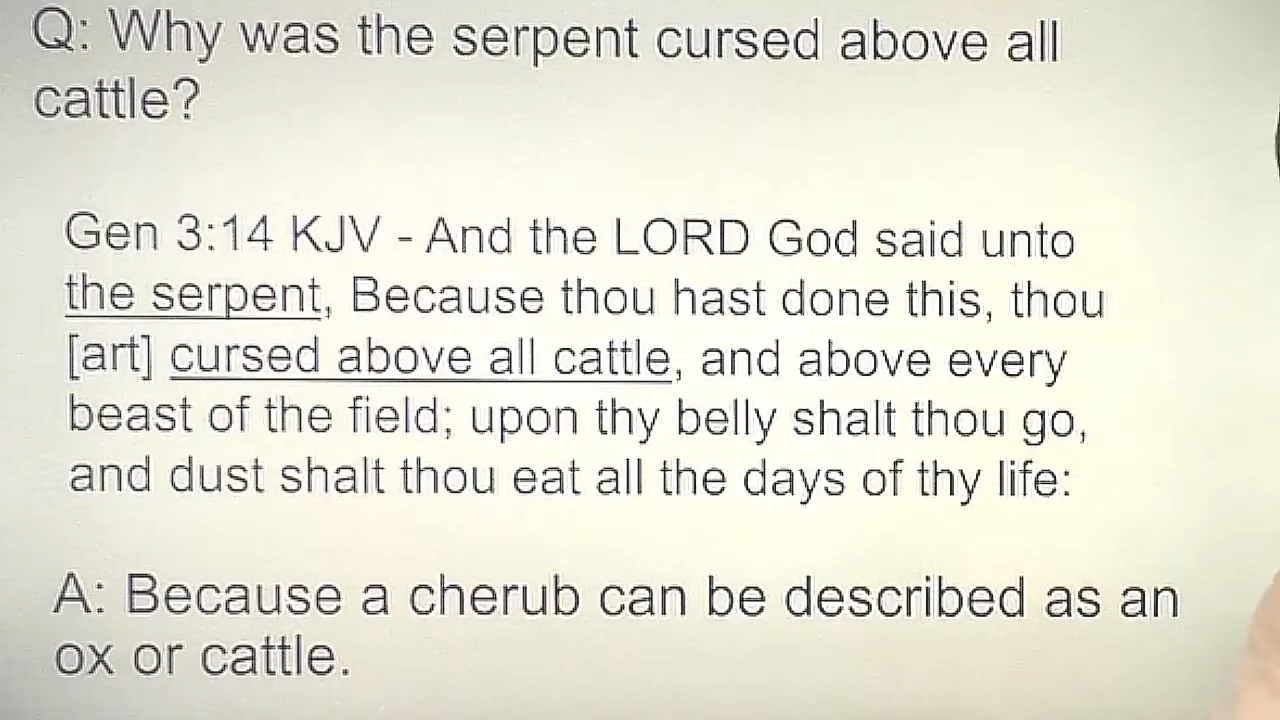 Q: Why was the serpent cursed above all
cattle?
Gen 3:14 KJV - And the LORD God said unto
the serpent, Because thou hast done this, thou
[art] cursed above all cattle, and above every
beast of the field; upon thy belly shalt thou go,
and dust shalt thou eat all the days of thy life:
A: Because a cherub can be described as an
ox or cattle.